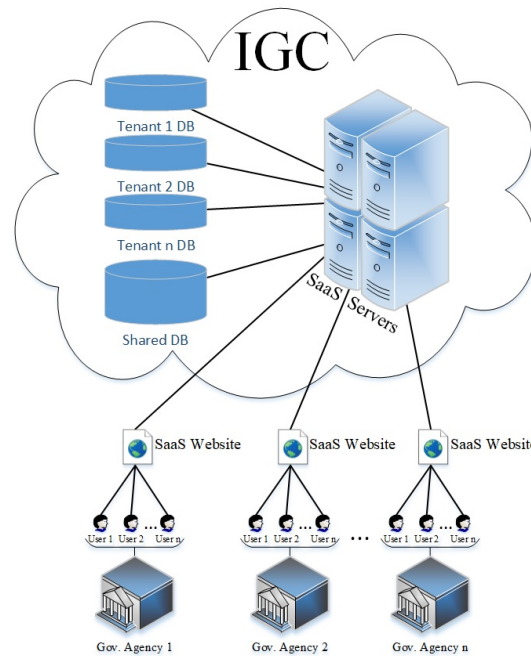 IGC
Tenant 1 DB
Tenant 2 DB
Tenant n DB
Shared DB
SaaS Servers
SaaS Website
SaaS Website
SaaS Website
User 1 User 2 ... User n
User 1 User 2 ... User n
...
User 1 User 2 ... User n
Gov. Agency 1
Gov. Agency 2
Gov. Agency n